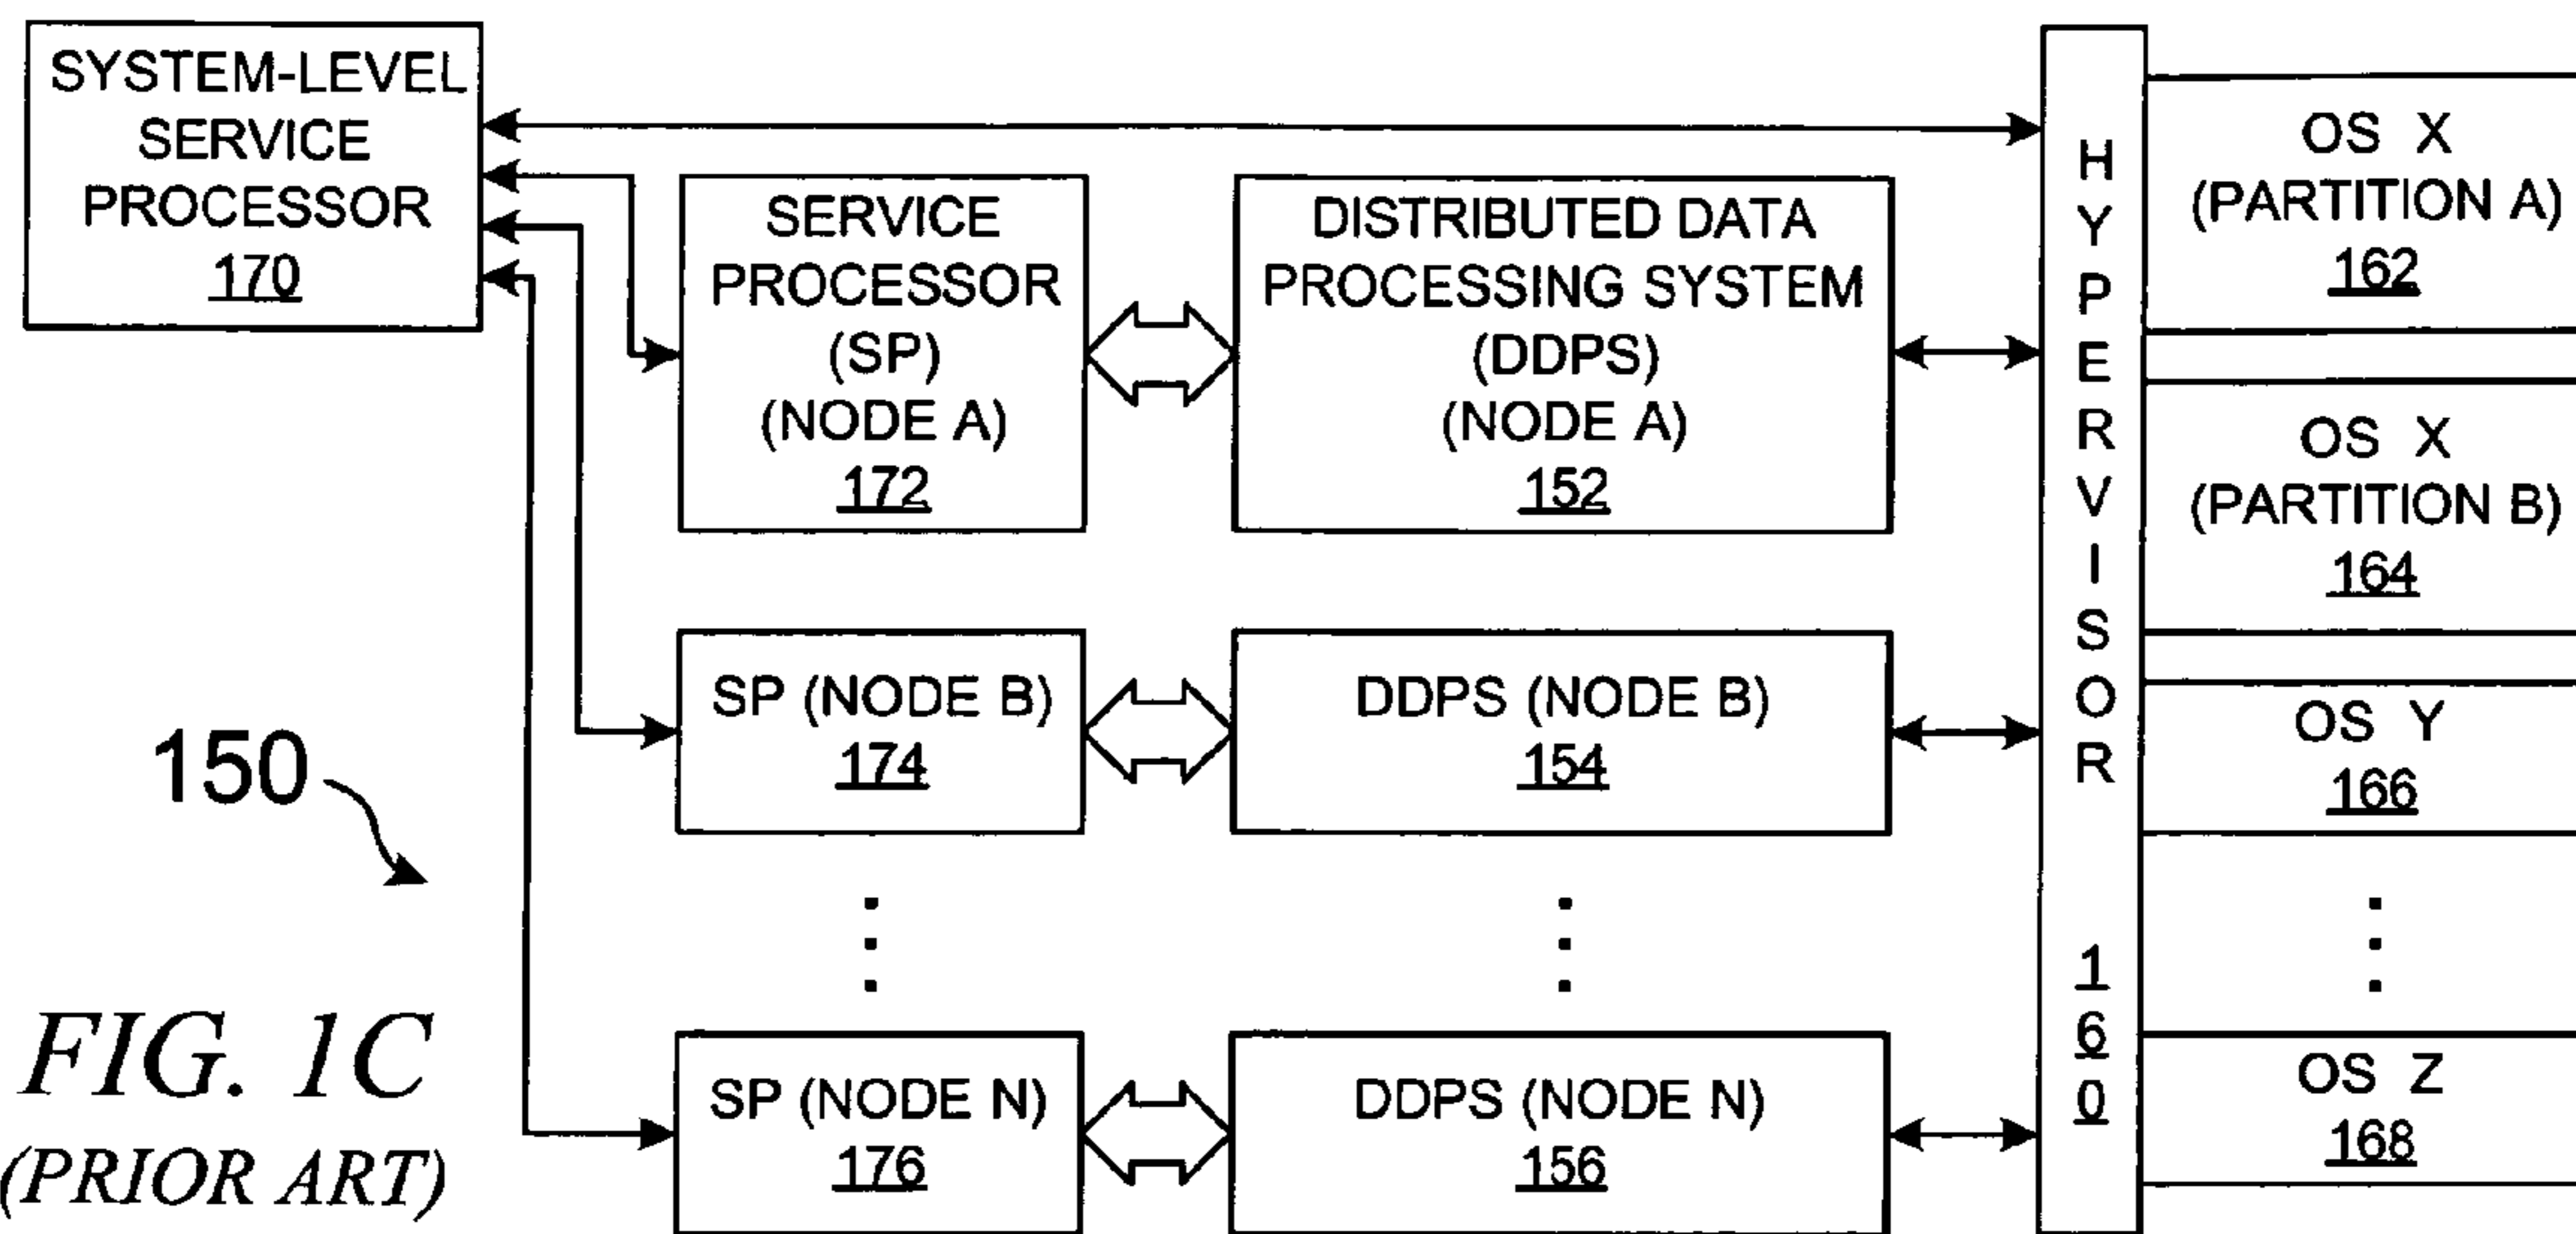 SYSTEM-LEVEL
SERVICE
PROCESSOR
170
SERVICE
PROCESSOR
(SP)
(NODE A)
172
DISTRIBUTED DATA
PROCESSING SYSTEM
(DDPS)
(NODE A)
152
HYPERVISOR 160
OS X
(PARTITION A)
162
OS X
(PARTITION B)
164
SP (NODE B)
174
DDPS (NODE B)
154
OS Y
166
150
SP (NODE N)
176
DDPS (NODE N)
156
OS Z
168
FIG. 1C
(PRIOR ART)